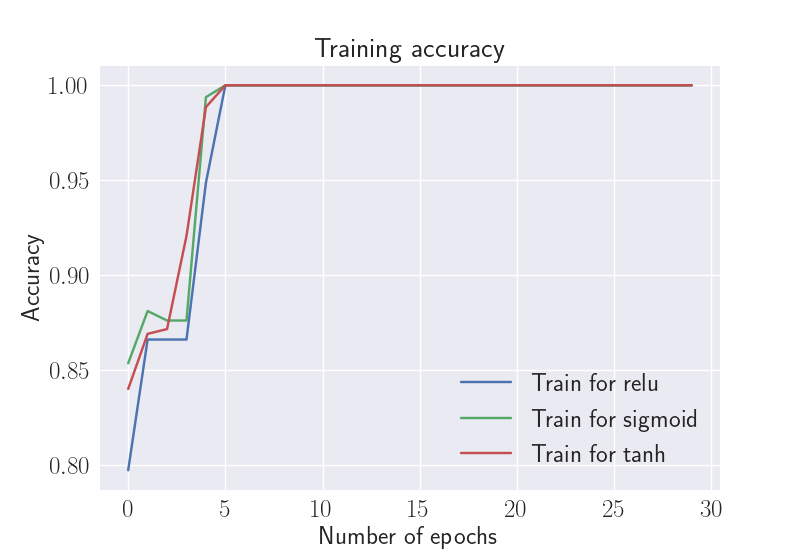 Training accuracy
1.00
0.95
0.90
0.85
0.80
Accuracy
Train for relu
Train for sigmoid
Train for tanh
0 5 10 15 20 25 30
Number of epochs